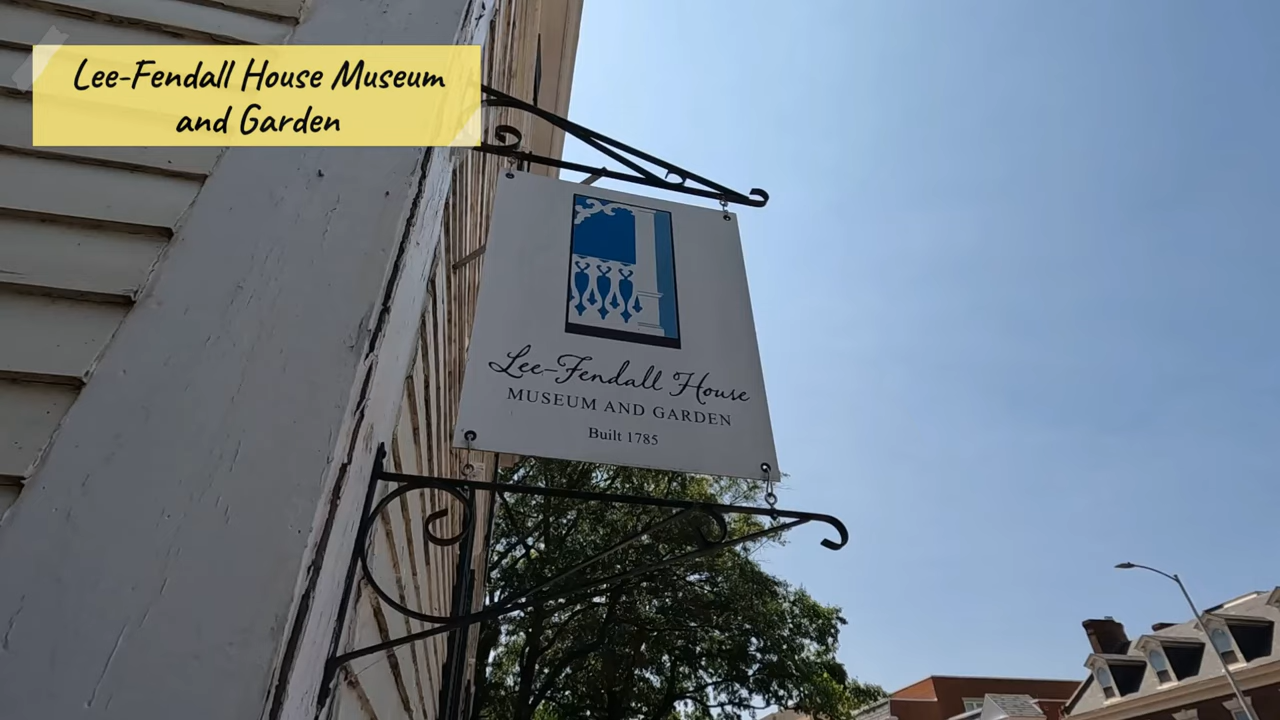 Lee-Fendall House Museum
and Garden
Lee-Fendall House
MUSEUM AND GARDEN
Built 1785